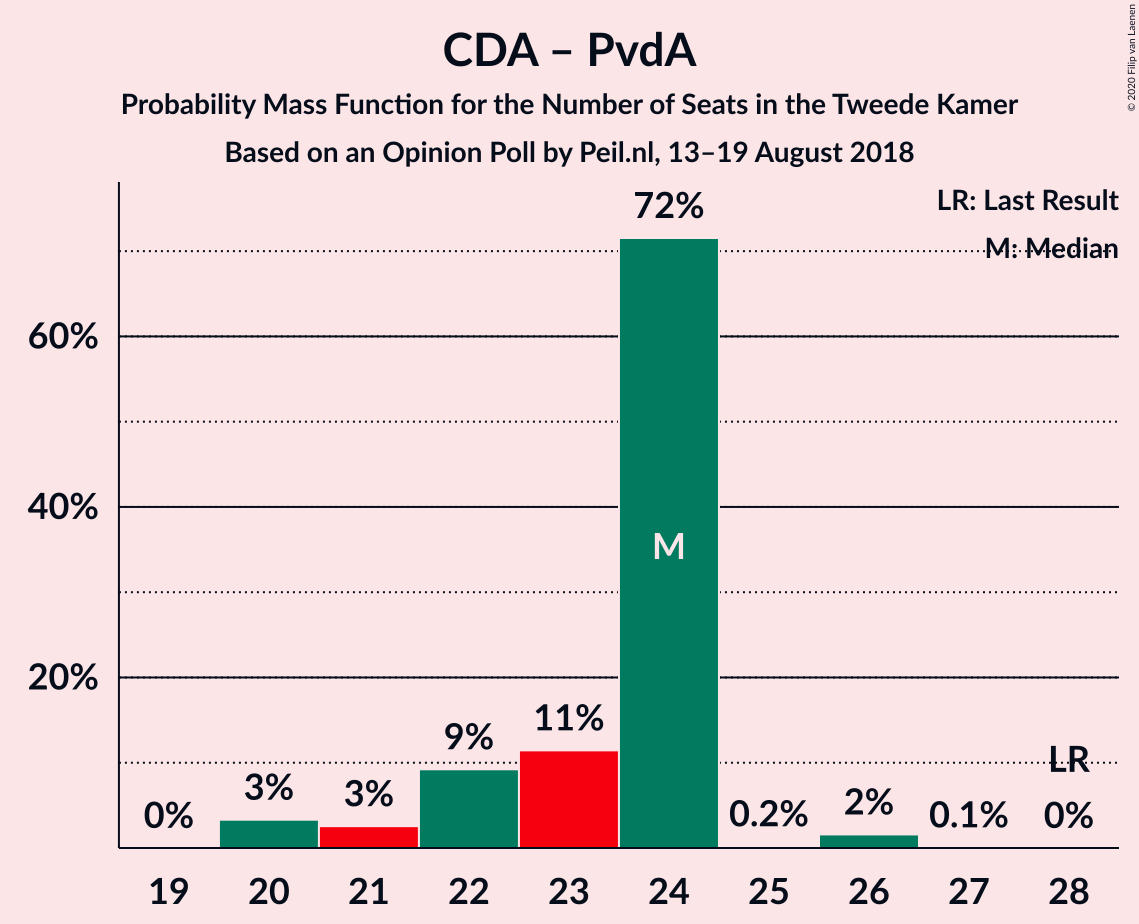 CDA – PvdA
Probability Mass Function for the Number of Seats in the Tweede Kamer
Based on an Opinion Poll by Peil.nl, 13–19 August 2018
© 2020 Filip van Laenen
LR: Last Result
M: Median
60%
40%
20%
0%
3%
3%
9%
11%
72%
M
0.2%
2%
0.1%
LR
0%
19 20 21 22 23 24 25 26 27 28